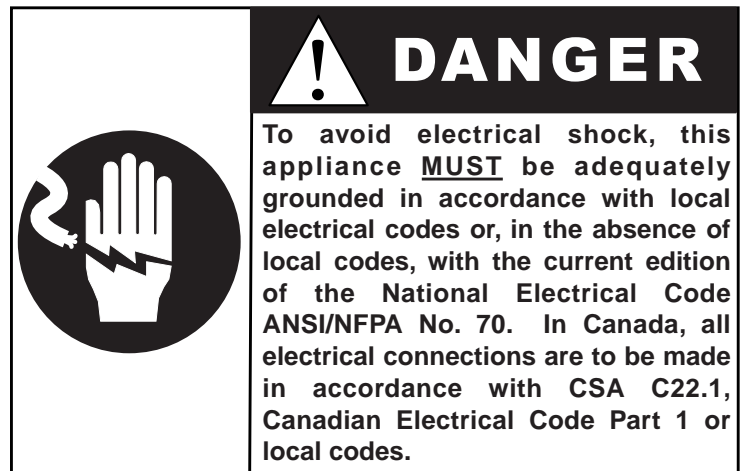 DANGER
To avoid electrical shock, this
appliance MUST be adequately
grounded in accordance with local
electrical codes or, in the absence of
local codes, with the current edition
of the National Electrical Code
ANSI/NFPA No. 70. In Canada, all
electrical connections are to be made
in accordance with CSA C22.1,
Canadian Electrical Code Part 1 or
local codes.